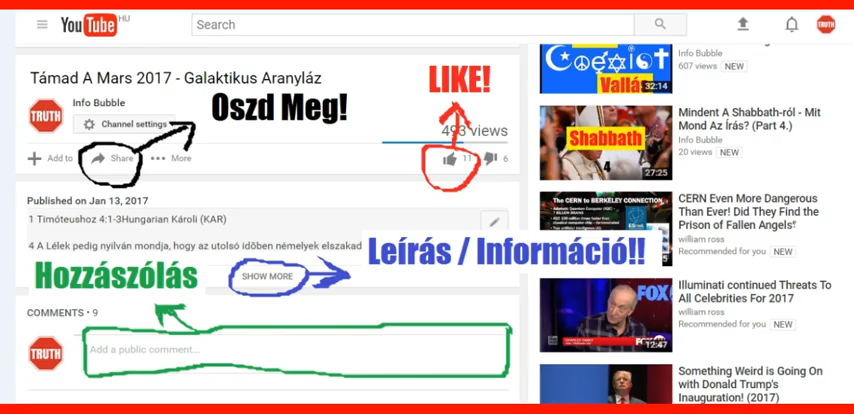 YouTube HU
Search
Támad A Mars 2017 - Galaktikus Aranyláz
TRUTH
Info Bubble
Channel settings
Oszd Meg!
LIKE!
493 views
Add to
Share
More
11
6
Published on Jan 13, 2017
1 Timóteushoz 4:1-3Hungarian Károli (KAR)
4 A Lélek pedig nyilván mondja, hogy az utolsó időben némelyek elszakad
Leírás / Információ!!
SHOW MORE
Hozzászólás
COMMENTS • 9
TRUTH
Add a public comment...
TRUTH
Vallás
32:14
Info Bubble
607 views NEW
Shabbath
4
27:25
Mindent A Shabbath-ról - Mit
Mond Az Írás? (Part 4.)
Info Bubble
20 views NEW
The CERN to BERKELEY CONNECTION
CERN Even More Dangerous
Than Ever! Did They Find the
Prison of Fallen Angels"
william ross
Recommended for you NEW
FOX
12:47
Illuminati continued Threats To
All Celebrities For 2017
william ross
Recommended for you NEW
Something Weird is Going On
with Donald Trump's
Inauguration! (2017)